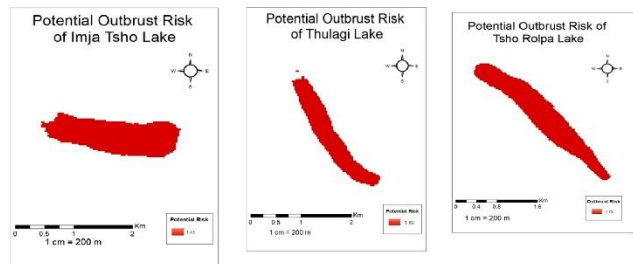 Potential Outbrust Risk
of Imja Tsho Lake
N
W E
S
Km
0 0.5 1 2
1 cm = 200 m
Potential Risk
Potential Outbrust Risk
of Thulagi Lake
N
W E
S
Km
0 0.5 1 2
1 cm = 200 m
Potential Risk
Potential Outbrust Risk of
Tsho Rolpa Lake
N
W E
S
Km
0 0.4 0.8 1.6
1 cm = 200 m
Outbrust Risk